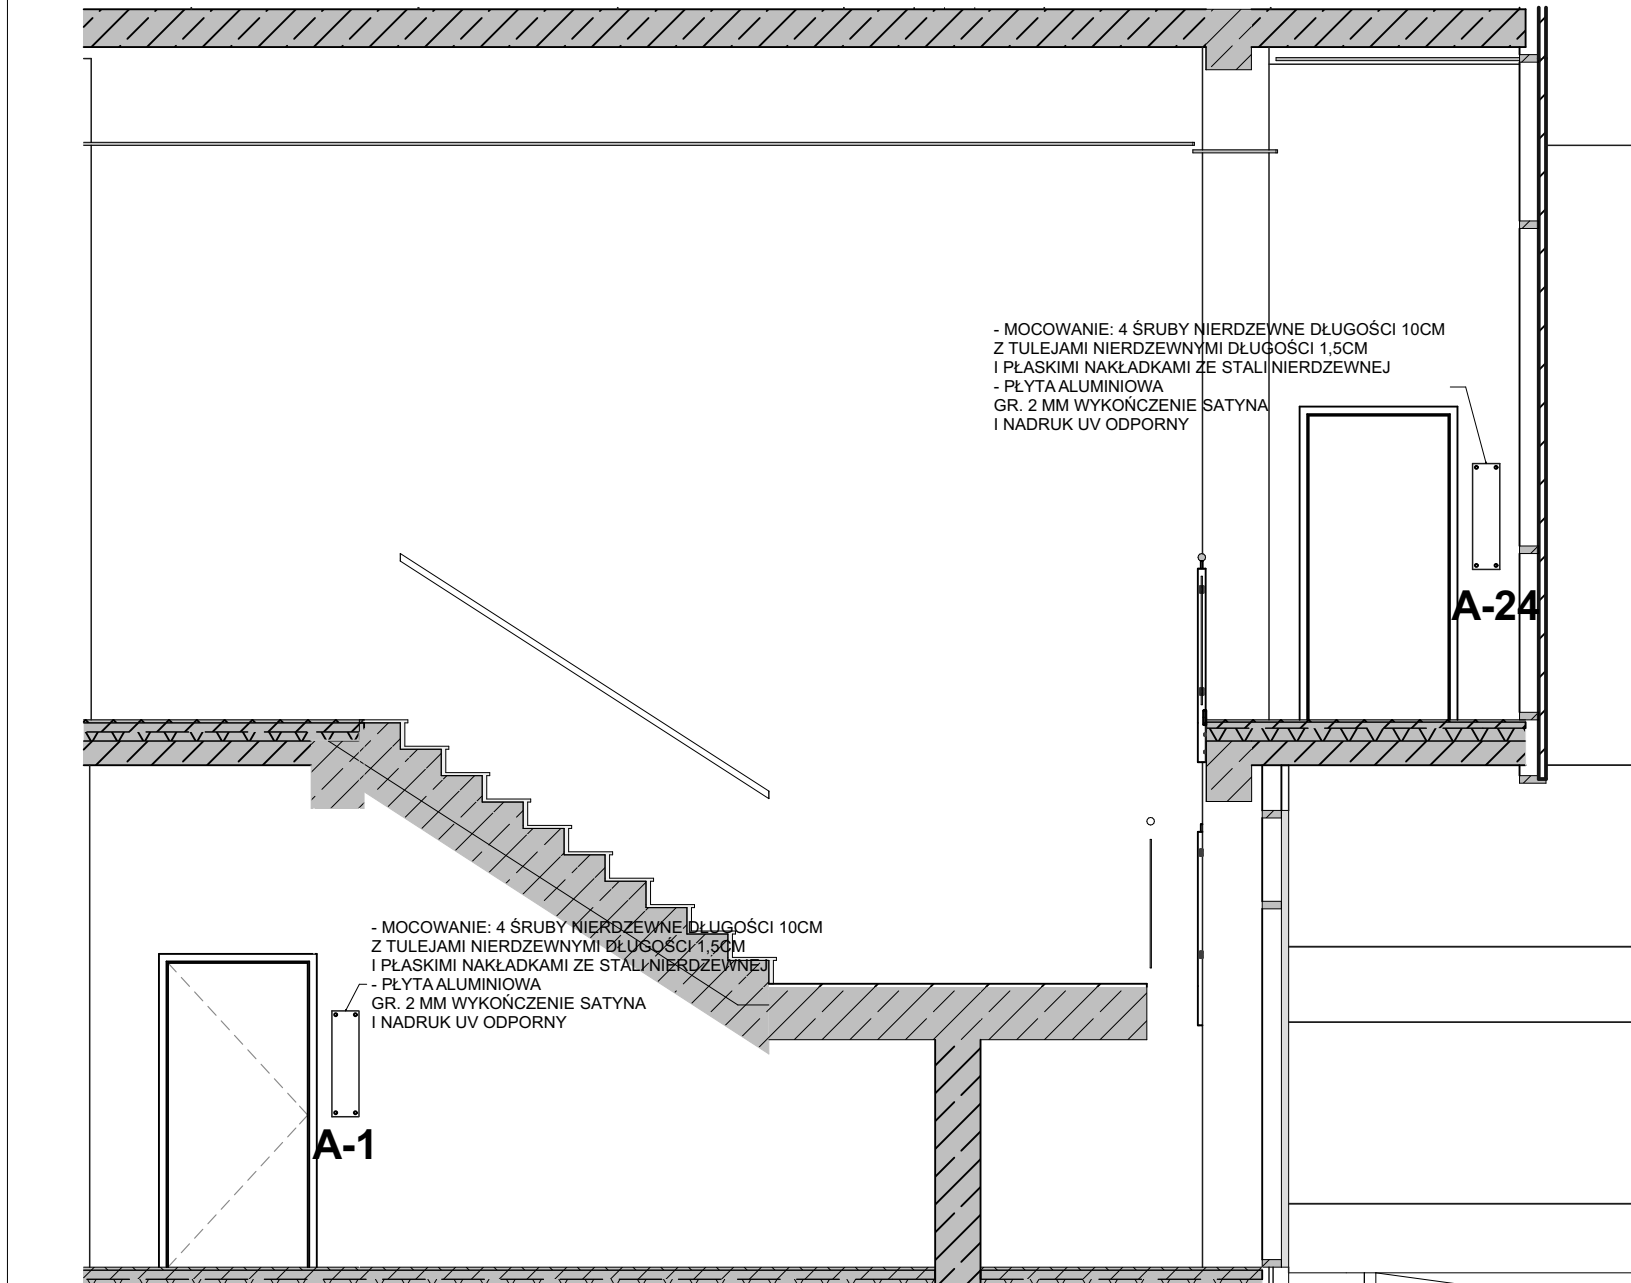 - MOCOWANIE: 4 ŚRUBY NIERDZEWNE DŁUGOŚCI 10CM
Z TULEJAMI NIERDZEWNYMI DŁUGOŚCI 1,5CM
I PŁASKIMI NAKŁADKAMI ZE STALI NIERDZEWNEJ
- PŁYTA ALUMINIOWA
GR. 2 MM WYKOŃCZENIE SATYNA
I NADRUK UV ODPORNY
A-24
- MOCOWANIE: 4 ŚRUBY NIERDZEWNE DŁUGOŚCI 10CM
Z TULEJAMI NIERDZEWNYMI DŁUGOŚCI 1,5CM
I PŁASKIMI NAKŁADKAMI ZE STALI NIERDZEWNEJ
- PŁYTA ALUMINIOWA
GR. 2 MM WYKOŃCZENIE SATYNA
I NADRUK UV ODPORNY
A-1